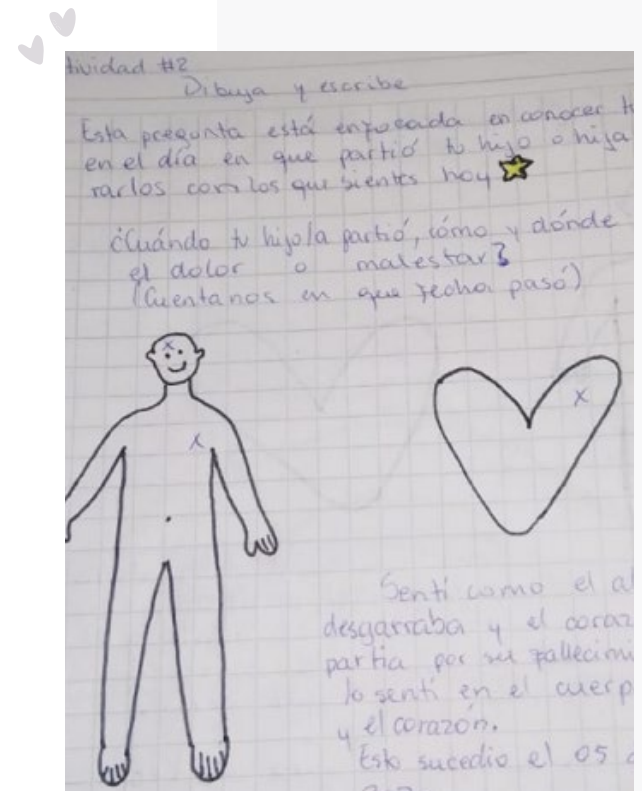 tividad #2
Dibuja y escribe
Esta pregunta está enfocada en conocer t
en el día en que partió tu hijo o hija
rarlos con los que sientes hoy
¿Cuándo tu hijo/a partió, cómo y dónde
el dolor o malestar?
(Cuentanos en que fecha pasó)
Sentí como el al
desgarraba y el coraz
partia por su fallecimi
lo sentí en el cuerp
y el corazón.
Esto sucedio el 05